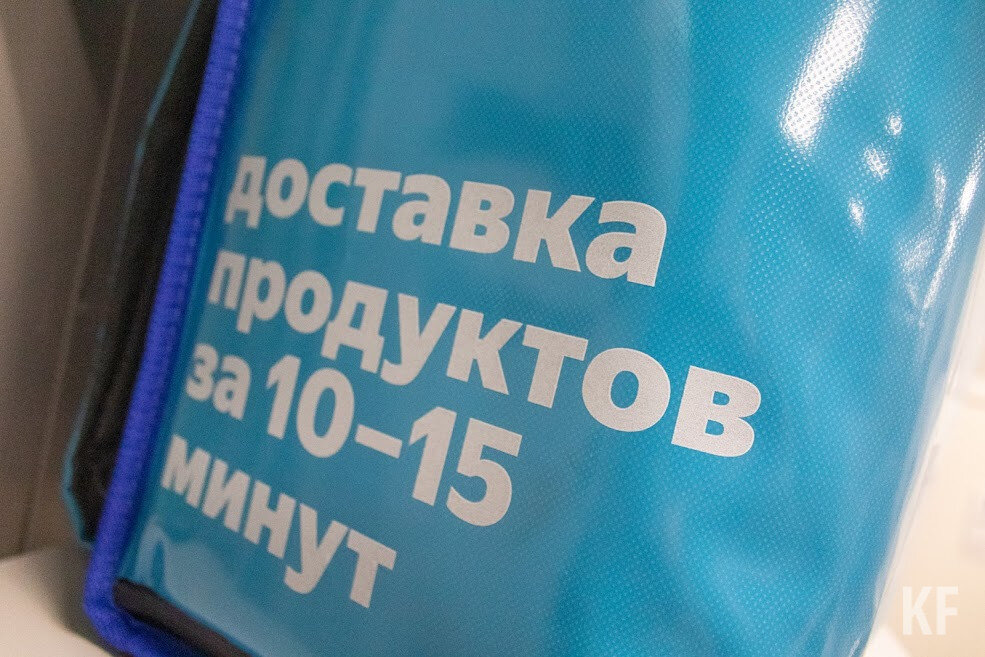 доставка
продуктов
за 10–15
минут
KF